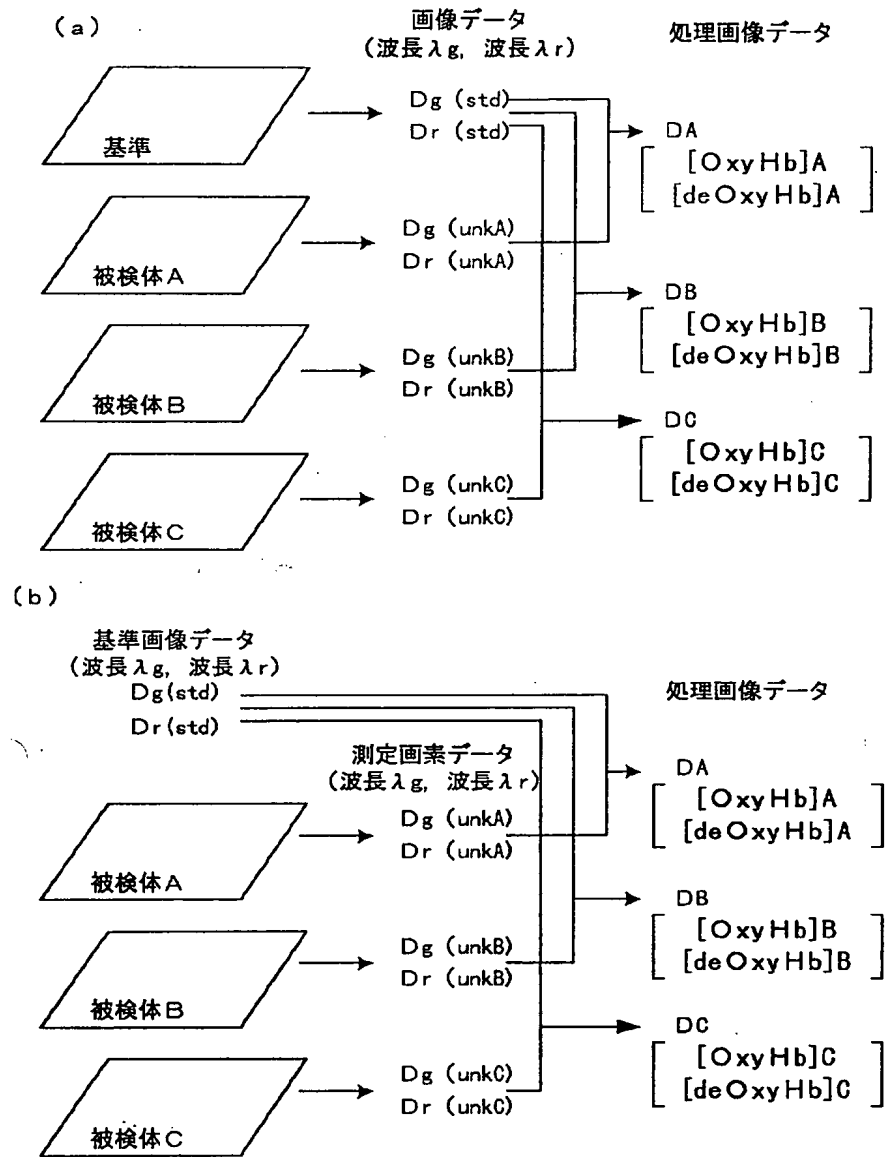 (a)
画像データ
(波長λg, 波長λr)
処理画像データ
基準
Dg (std)
Dr (std)
DA
[OxyHb]A
[deOxyHb]A
被検体A
Dg (unkA)
Dr (unkA)
DB
[OxyHb]B
[deOxyHb]B
被検体B
Dg (unkB)
Dr (unkB)
DC
[OxyHb]C
[deOxyHb]C
被検体C
Dg (unkC)
Dr (unkC)
(b)
基準画像データ
(波長λg, 波長λr)
Dg(std)
Dr(std)
処理画像データ
測定画素データ
(波長λg, 波長λr)
DA
[OxyHb]A
[deOxyHb]A
被検体A
Dg (unkA)
Dr (unkA)
DB
[OxyHb]B
[deOxyHb]B
被検体B
Dg (unkB)
Dr (unkB)
DC
[OxyHb]C
[deOxyHb]C
被検体C
Dg (unkC)
Dr (unkC)